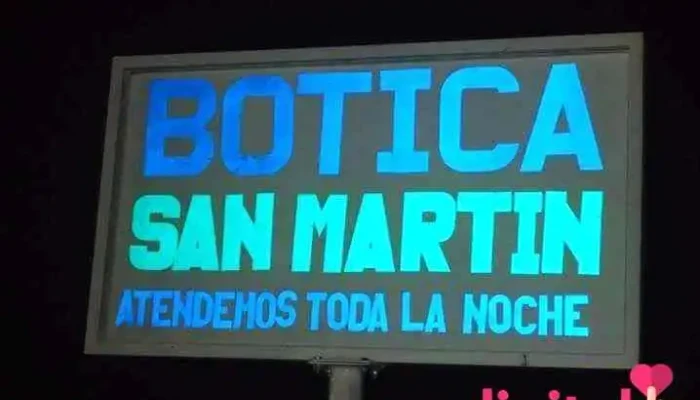 BOTICA
SAN MARTIN
ATENDEMOS TODA LA NOCHE